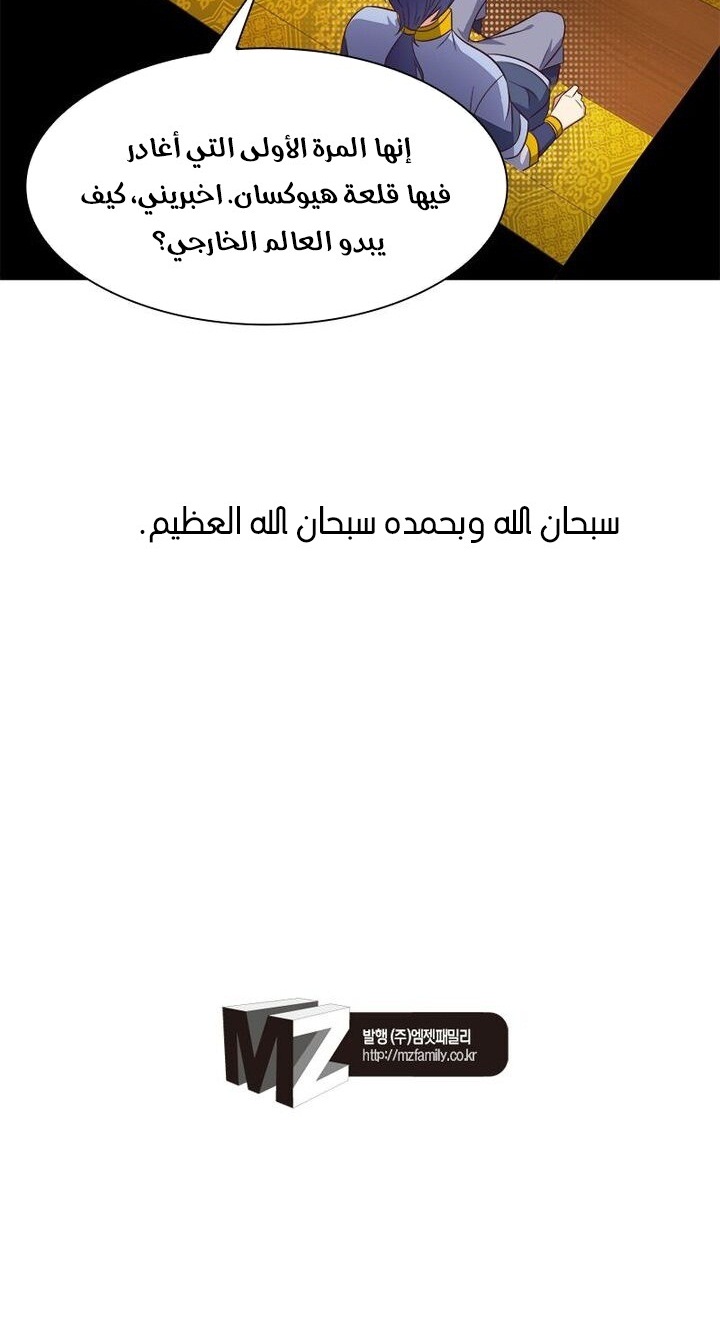 إنها المرة الأولى التي أغادر
فيها قلعة هيوكسان. اخبريني، كيف
يبدو العالم الخارجي؟
سبحان الله وبحمده سبحان الله العظيم.
MZ
발행 (주)엠젯패밀리
http://mzfamily.co.kr